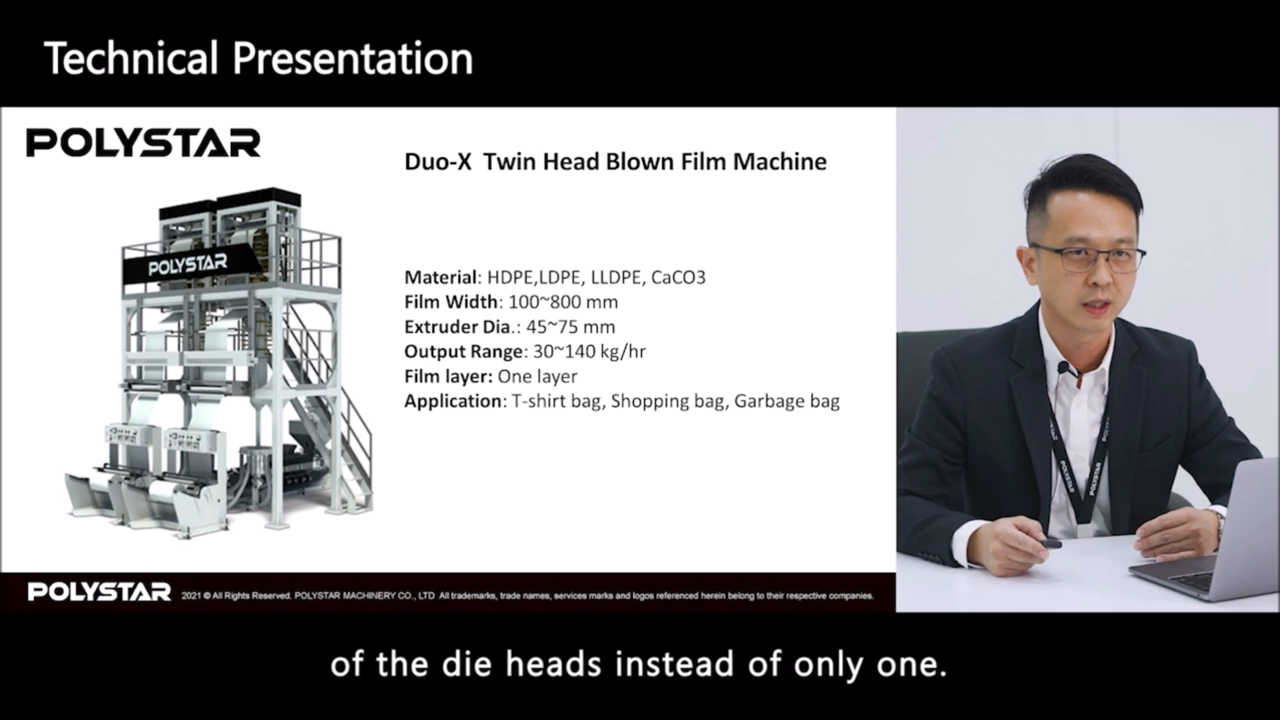 Technical Presentation
POLYSTAR
Duo-X Twin Head Blown Film Machine
POLYSTAR
Material: HDPE,LDPE, LLDPE, CaCO3
Film Width: 100~800 mm
Extruder Dia.: 45~75 mm
Output Range: 30~140 kg/hr
Film layer: One layer
Application: T-shirt bag, Shopping bag, Garbage bag
POLYSTAR
POLYSTAR
POLYSTAR 2021 © All Rights Reserved. POLYSTAR MACHINERY CO., LTD All trademarks, trade names, services marks and logos referenced herein belong to their respective companies.
of the die heads instead of only one.